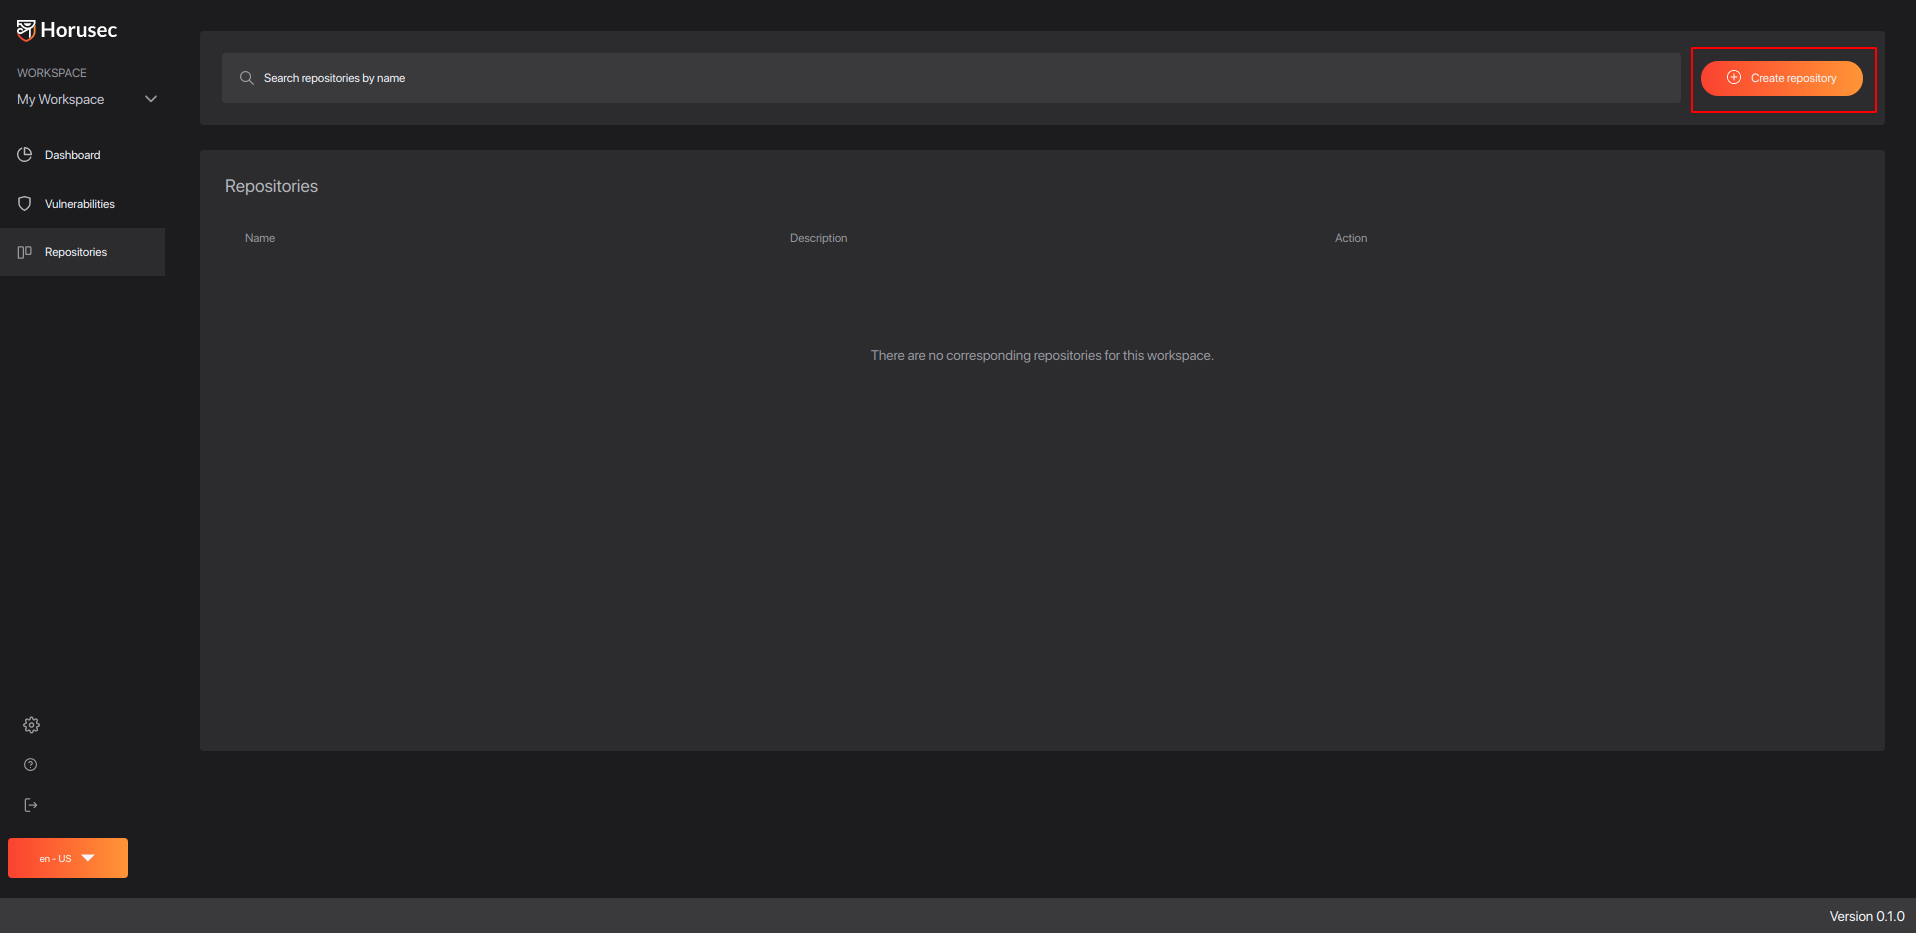 Horusec
WORKSPACE
My Workspace
Dashboard
Vulnerabilities
Repositories
en - US
Search repositories by name
Create repository
Repositories
Name Description Action
There are no corresponding repositories for this workspace.
Version 0.1.0